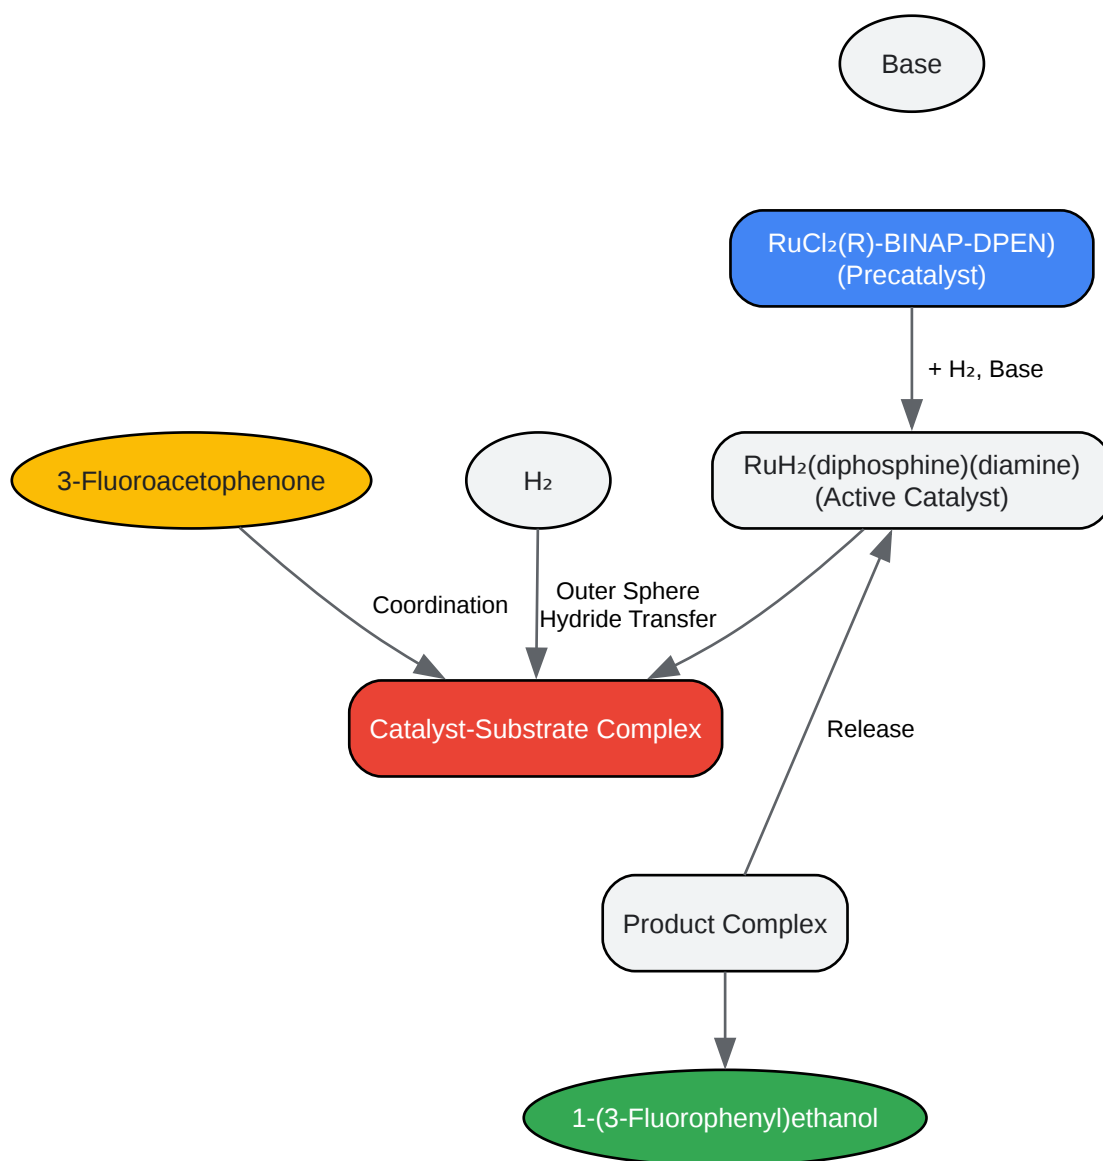 Base
RuCl₂(R)-BINAP-DPEN)
(Precatalyst)
+ H₂, Base
3-Fluoroacetophenone
H₂
RuH₂(diphosphine)(diamine)
(Active Catalyst)
Coordination
Outer Sphere
Hydride Transfer
Catalyst-Substrate Complex
Release
Product Complex
1-(3-Fluorophenyl)ethanol